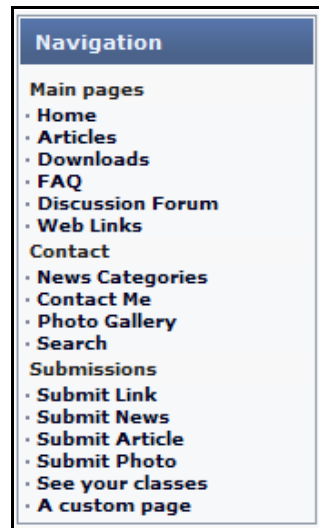 Navigation
Main pages
· Home
· Articles
· Downloads
· FAQ
· Discussion Forum
· Web Links
Contact
· News Categories
· Contact Me
· Photo Gallery
· Search
Submissions
· Submit Link
· Submit News
· Submit Article
· Submit Photo
· See your classes
· A custom page